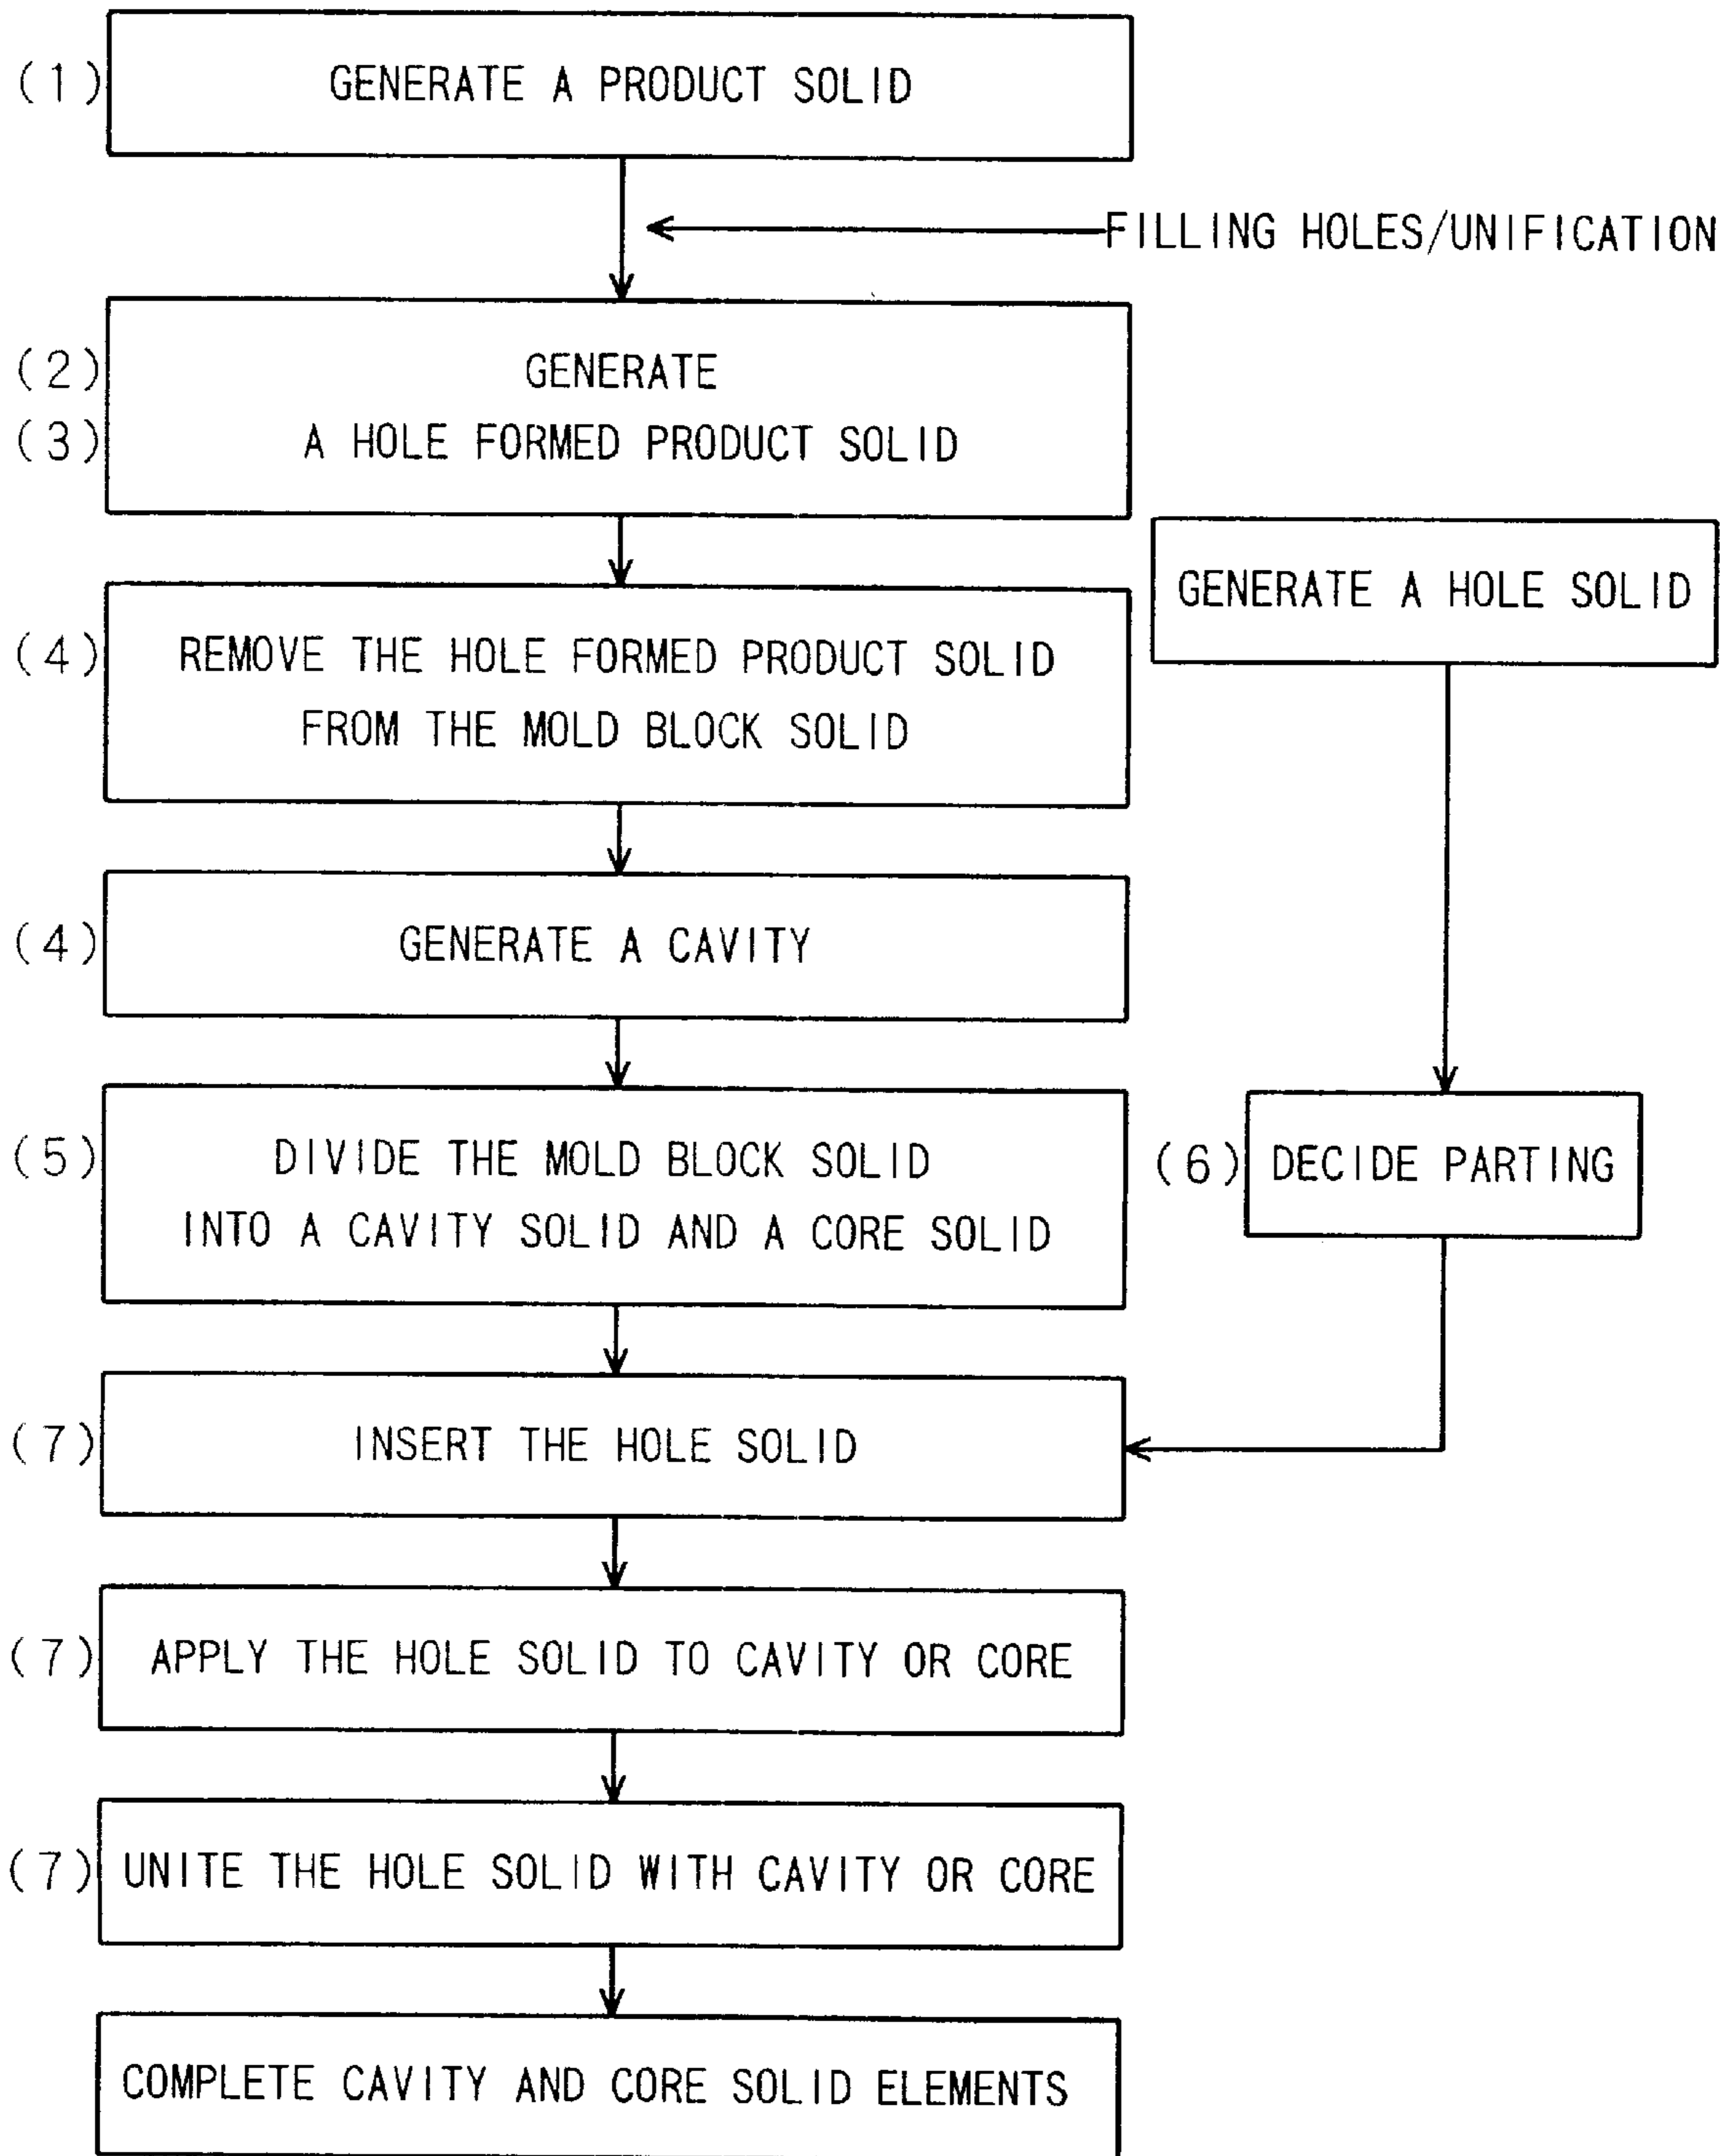 (1) GENERATE A PRODUCT SOLID
FILLING HOLES/UNIFICATION
(2) GENERATE
(3) A HOLE FORMED PRODUCT SOLID
GENERATE A HOLE SOLID
(4) REMOVE THE HOLE FORMED PRODUCT SOLID
FROM THE MOLD BLOCK SOLID
(4) GENERATE A CAVITY
(5) DIVIDE THE MOLD BLOCK SOLID
INTO A CAVITY SOLID AND A CORE SOLID
(6) DECIDE PARTING
(7) INSERT THE HOLE SOLID
(7) APPLY THE HOLE SOLID TO CAVITY OR CORE
(7) UNITE THE HOLE SOLID WITH CAVITY OR CORE
COMPLETE CAVITY AND CORE SOLID ELEMENTS